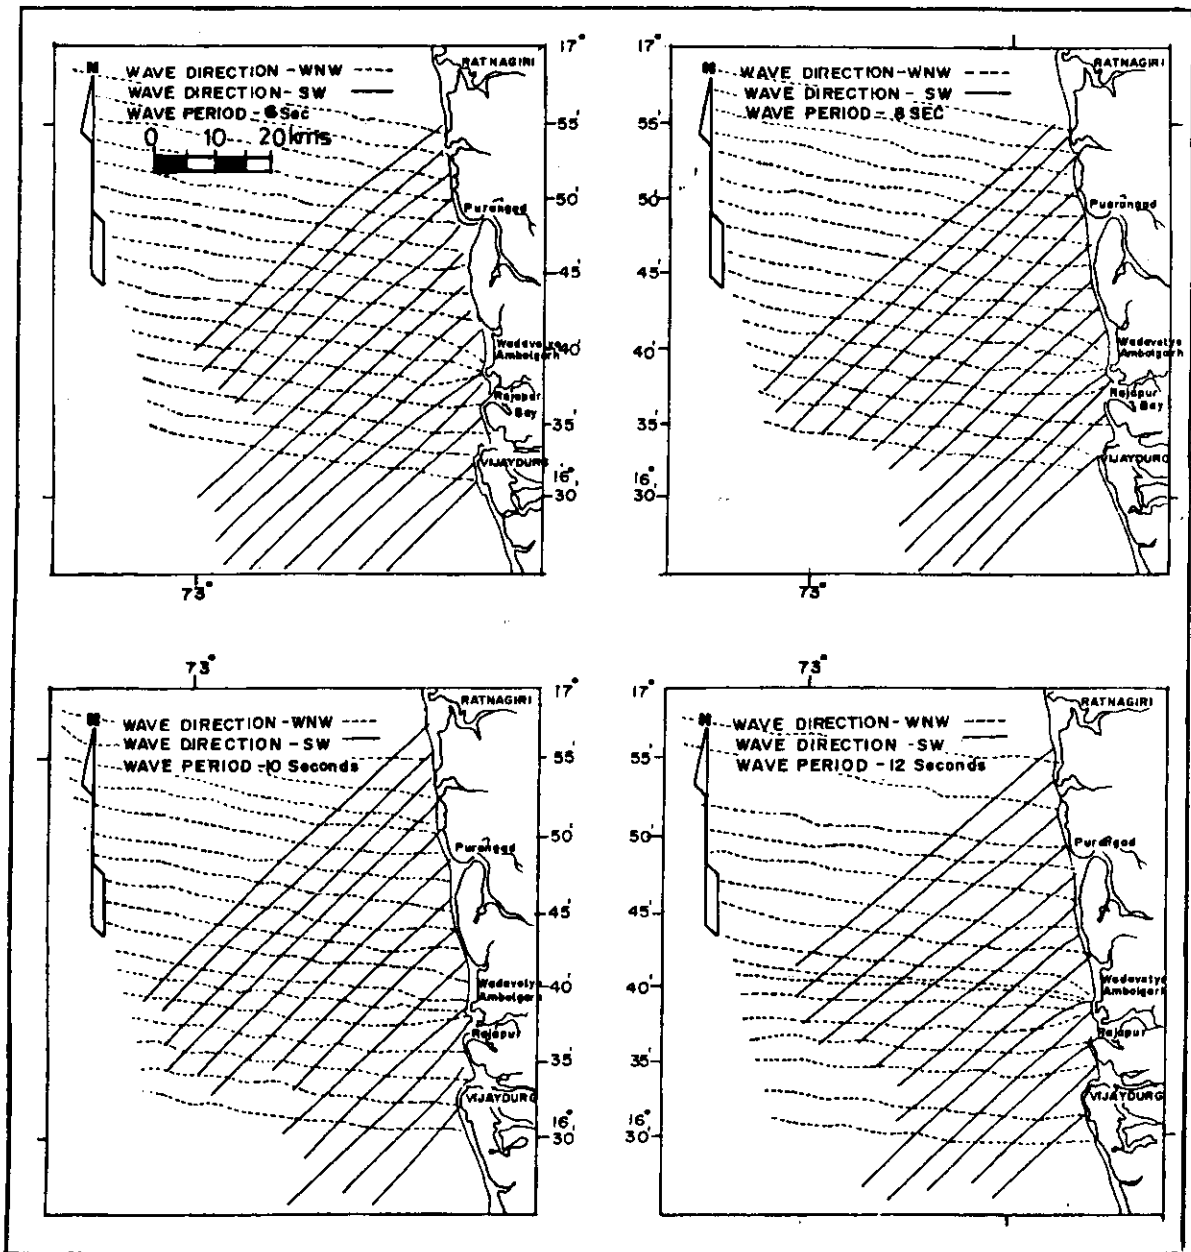 17°
N
RATNAGIRI
WAVE DIRECTION - WNW
WAVE DIRECTION - SW
WAVE PERIOD - 6 Sec
0 10 20 kms
55'
50'
Purangad
45'
40'
Wadavatye
Ambolgarh
Rajapur
Bay
35'
VIJAYDURG
16°
30'
73°
17°
N
RATNAGIRI
WAVE DIRECTION - WNW
WAVE DIRECTION - SW
WAVE PERIOD - 8 SEC
55'
50'
Puarangad
45'
40'
Wadavatye
Ambolgarh
Rajapur
Bay
35'
VIJAYDURG
16°
30'
73°
73°
17°
N
RATNAGIRI
WAVE DIRECTION - WNW
WAVE DIRECTION - SW
WAVE PERIOD - 10 Seconds
55'
50'
Purangad
45'
40'
Wadavatye
Ambolgarh
Rajapur
35'
VIJAYDURG
16°
30'
73°
17°
N
RATNAGIRI
WAVE DIRECTION - WNW
WAVE DIRECTION - SW
WAVE PERIOD - 12 Seconds
55'
50'
Purangad
45'
40'
Wadavatye
Ambolgarh
Rajapur
35'
VIJAYDURG
16°
30'